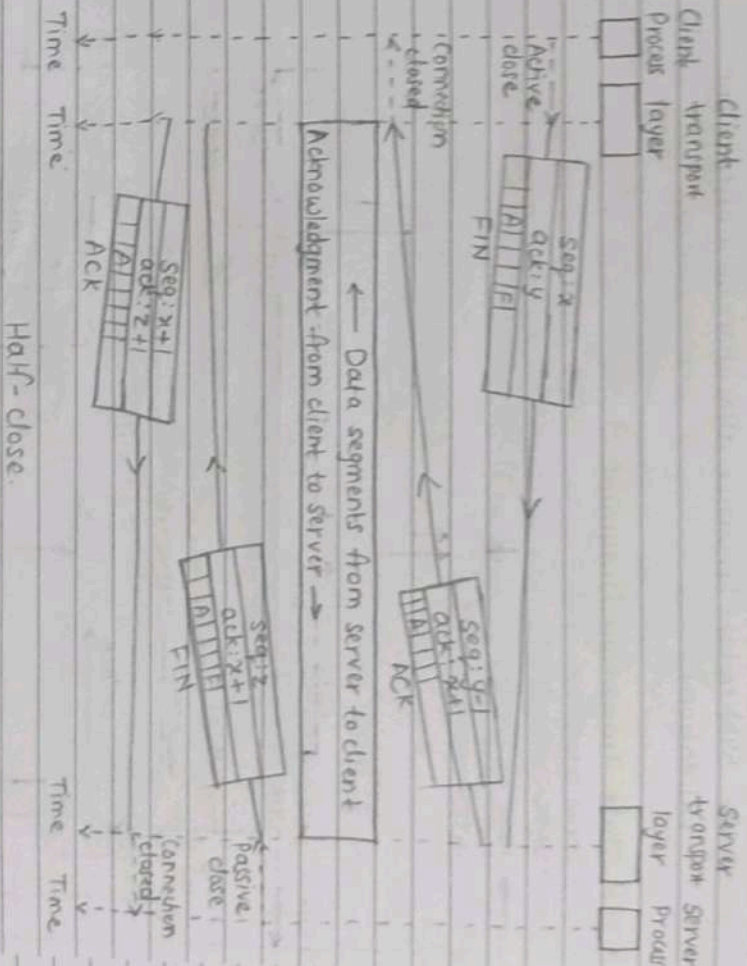 Client
Client transport
Process layer
Server
transport Server
layer Process
Active
close
seq: x
ack: y
A F
FIN
seq: y-1
ack: x+1
A
ACK
Connection
closed
← Data segments from server to client
Acknowledgment from client to server →
seq: z
ack: x+1
A F
FIN
Passive
close
seq: x+1
ack: z+1
A
ACK
Connection
closed
Time Time
Time Time
Half-close.